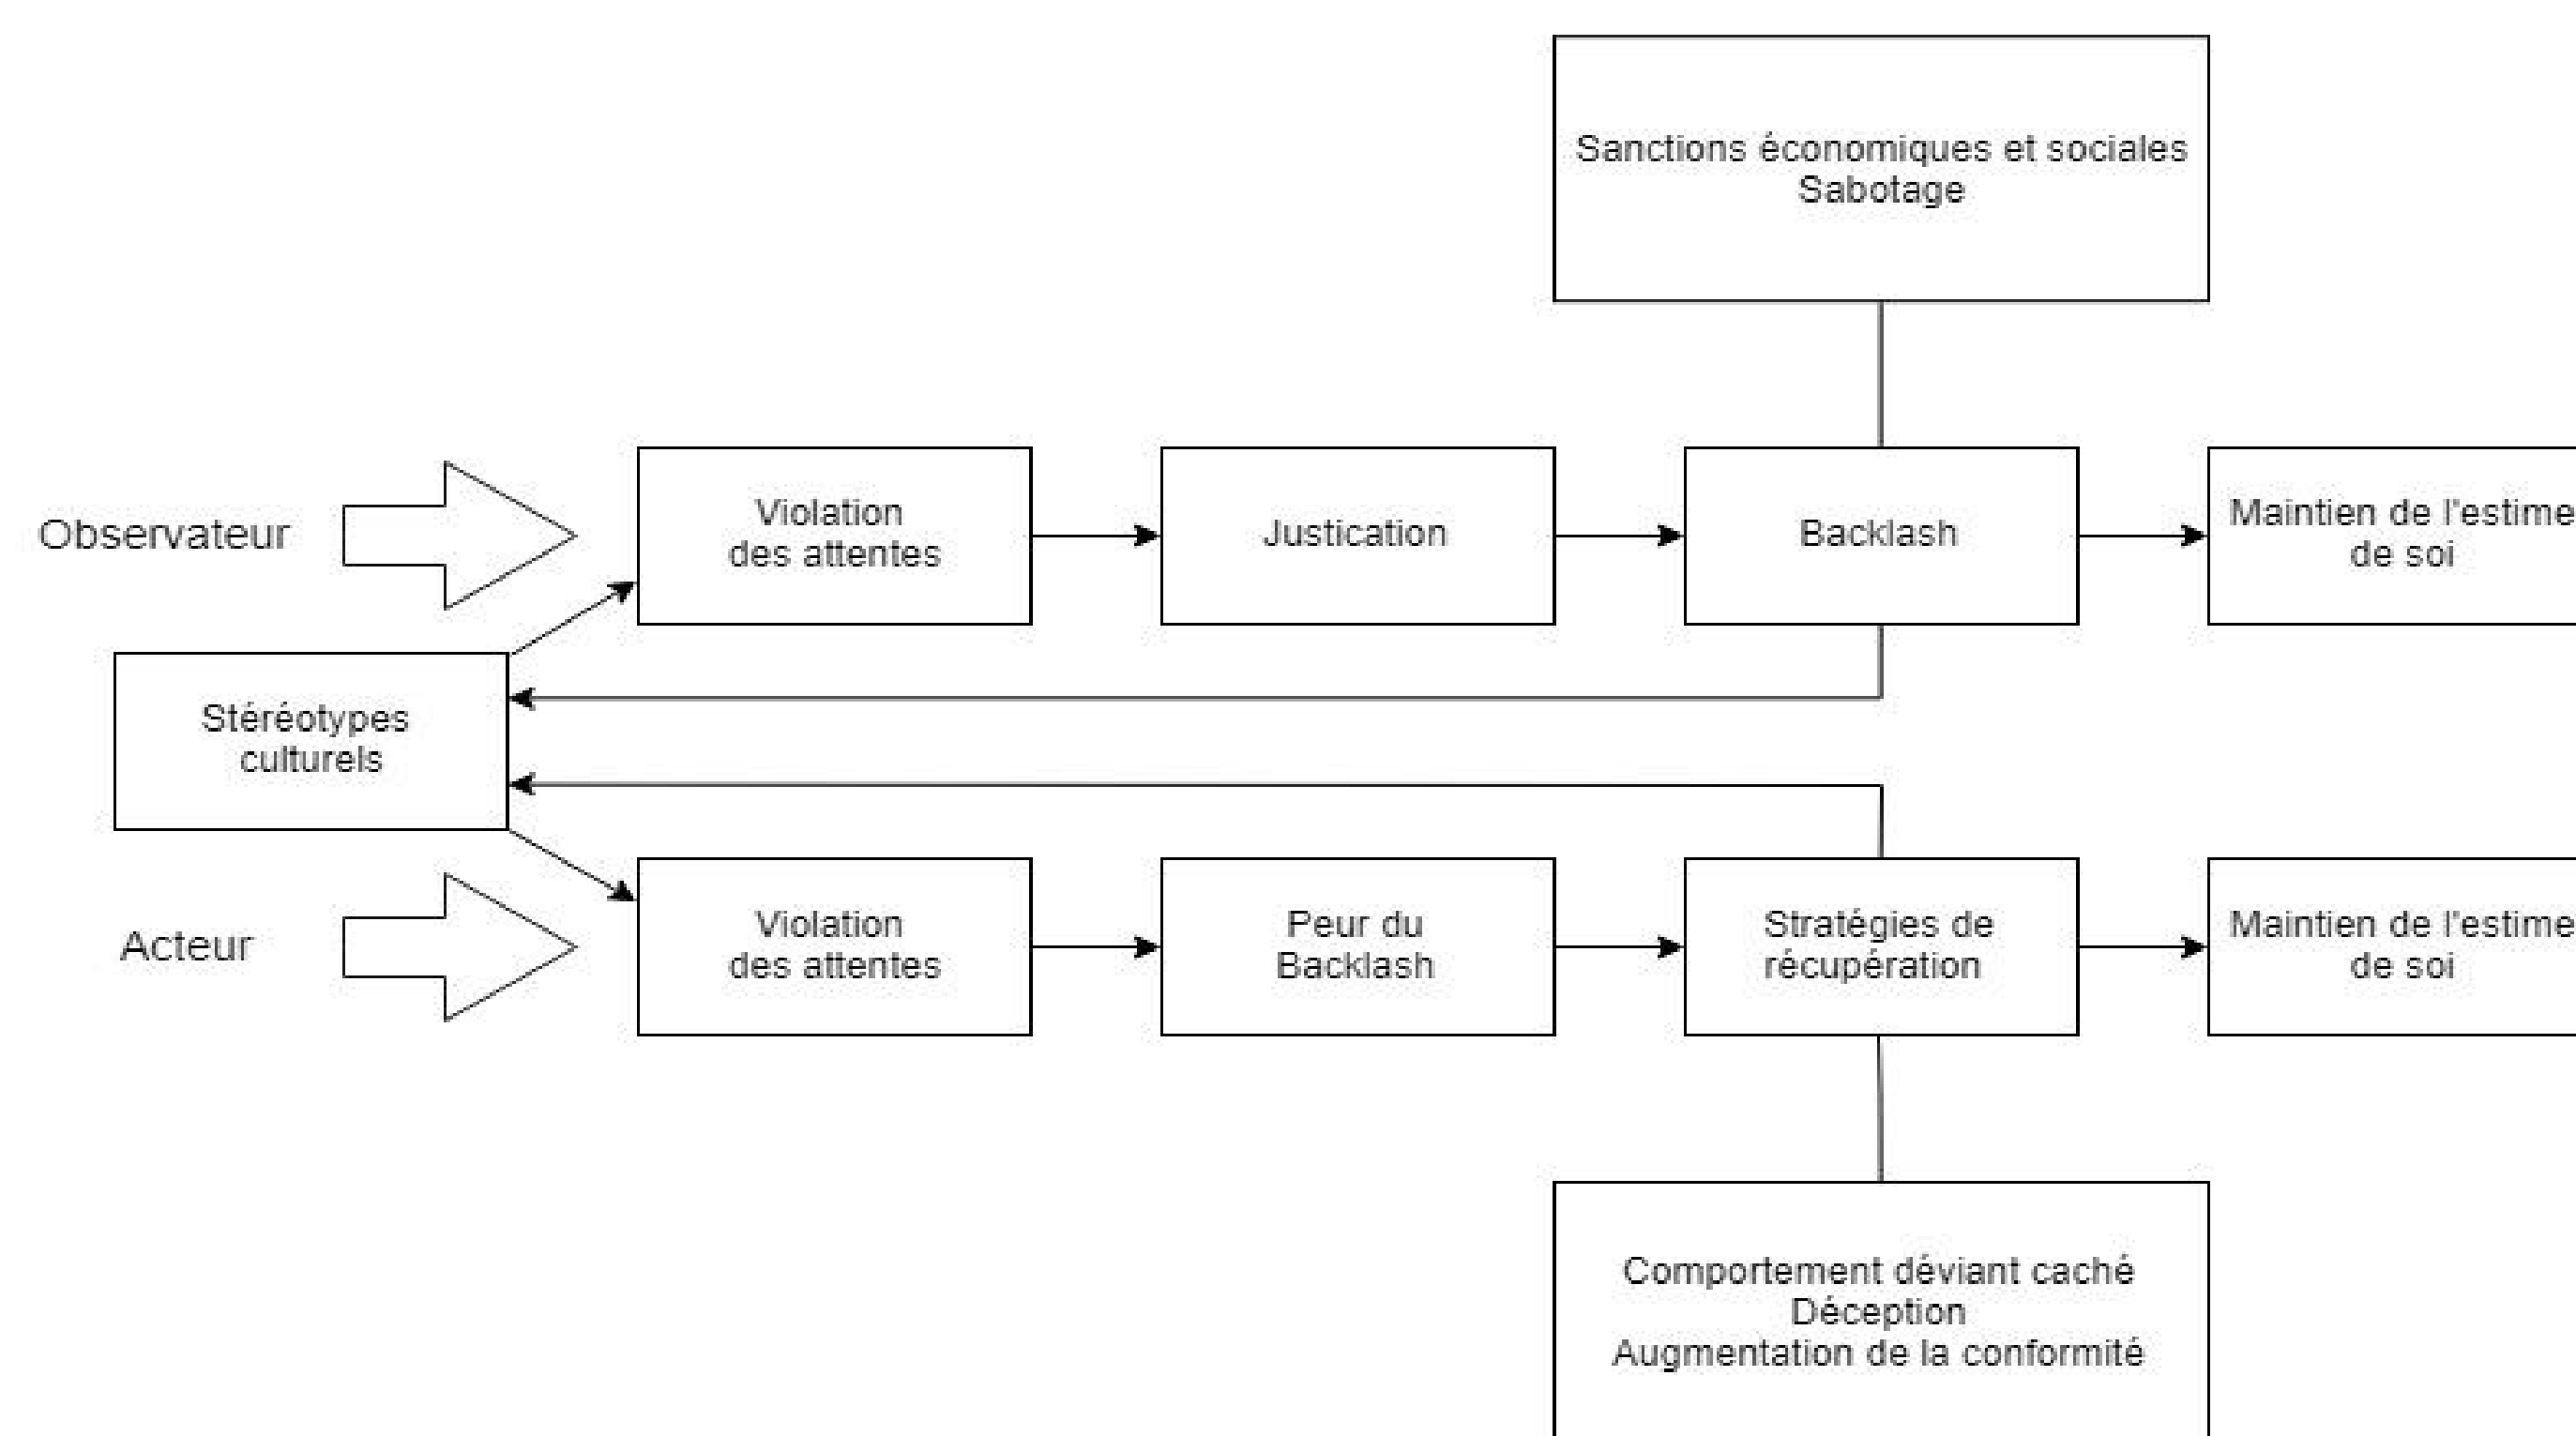 Sanctions économiques et sociales
Sabotage
Observateur
Violation
des attentes
Justication
Backlash
Maintien de l'estime
de soi
Stéréotypes
culturels
Acteur
Violation
des attentes
Peur du
Backlash
Stratégies de
récupération
Maintien de l'estime
de soi
Comportement déviant caché
Déception
Augmentation de la conformité